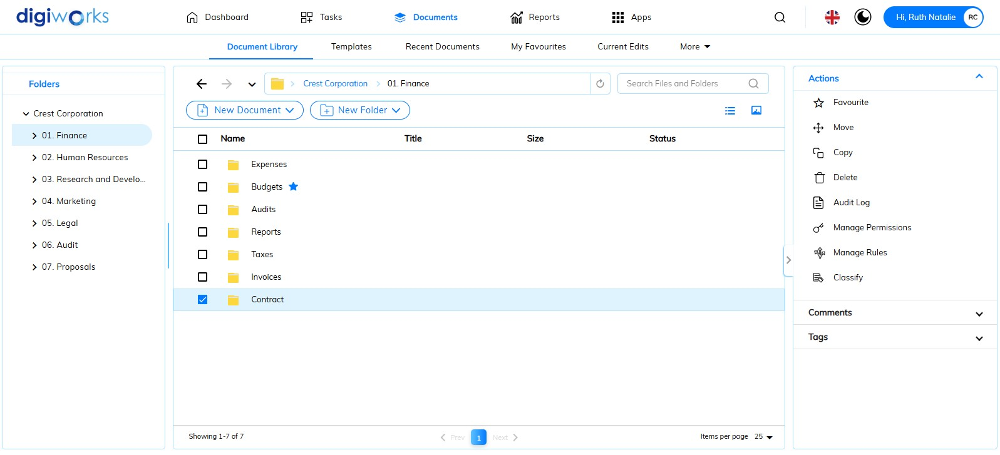 digiworks
Dashboard
Tasks
Documents
Reports
Apps
Hi, Ruth Natalie
RC
Document Library
Templates
Recent Documents
My Favourites
Current Edits
More
Folders
Crest Corporation
01. Finance
02. Human Resources
03. Research and Develo...
04. Marketing
05. Legal
06. Audit
07. Proposals
Crest Corporation
01. Finance
Search Files and Folders
New Document
New Folder
Name
Title
Size
Status
Expenses
Budgets
Audits
Reports
Taxes
Invoices
Contract
Showing 1-7 of 7
Prev
1
Next
Items per page
25
Actions
Favourite
Move
Copy
Delete
Audit Log
Manage Permissions
Manage Rules
Classify
Comments
Tags